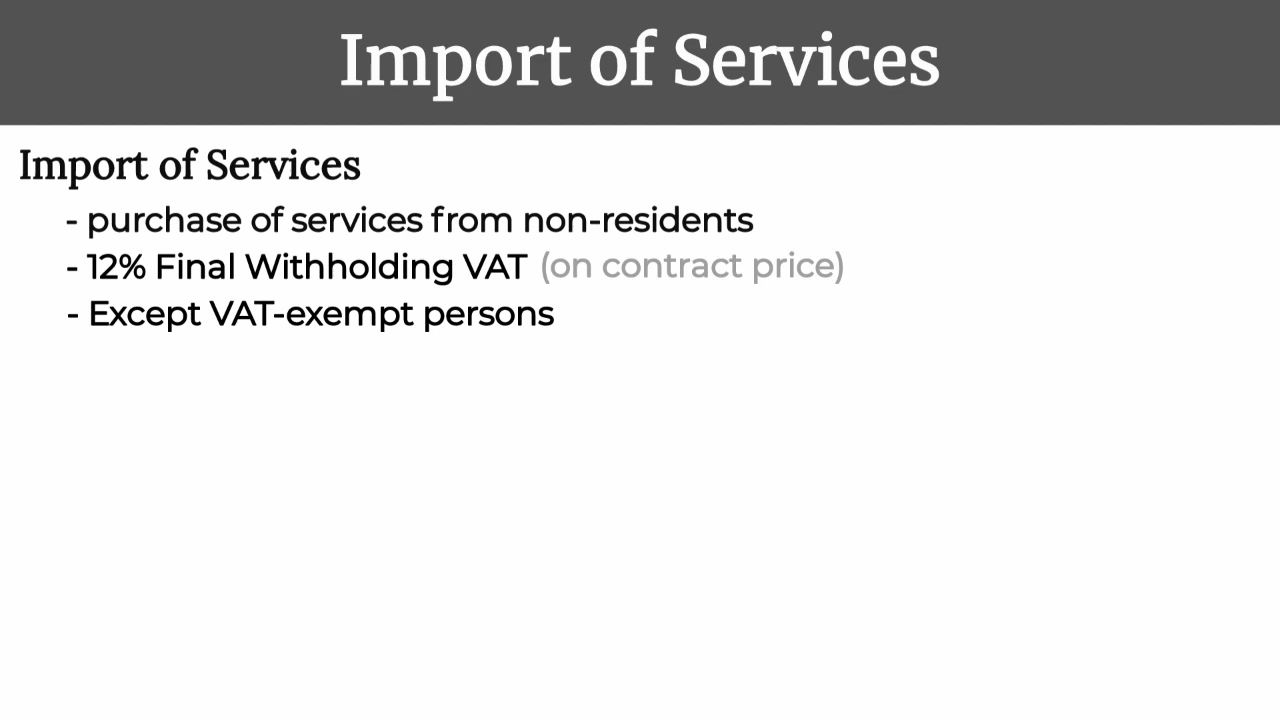 Import of Services
Import of Services
- purchase of services from non-residents
- 12% Final Withholding VAT (on contract price)
- Except VAT-exempt persons